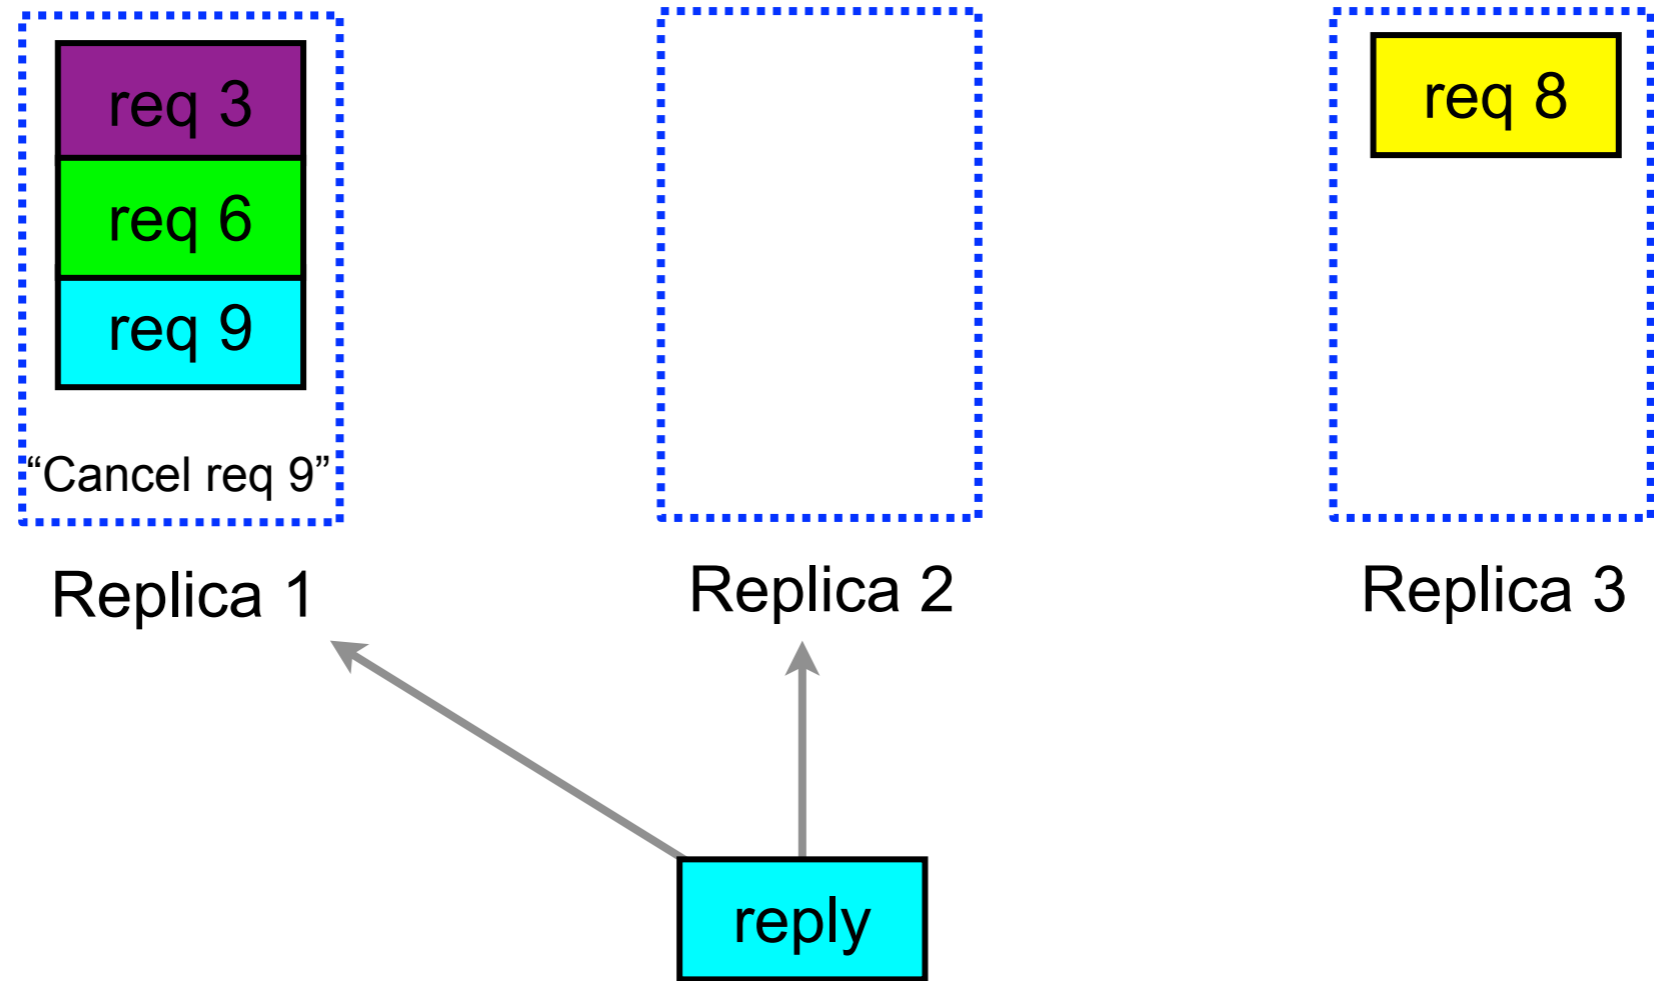 req 3
req 6
req 9
“Cancel req 9”
Replica 1
Replica 2
req 8
Replica 3
reply